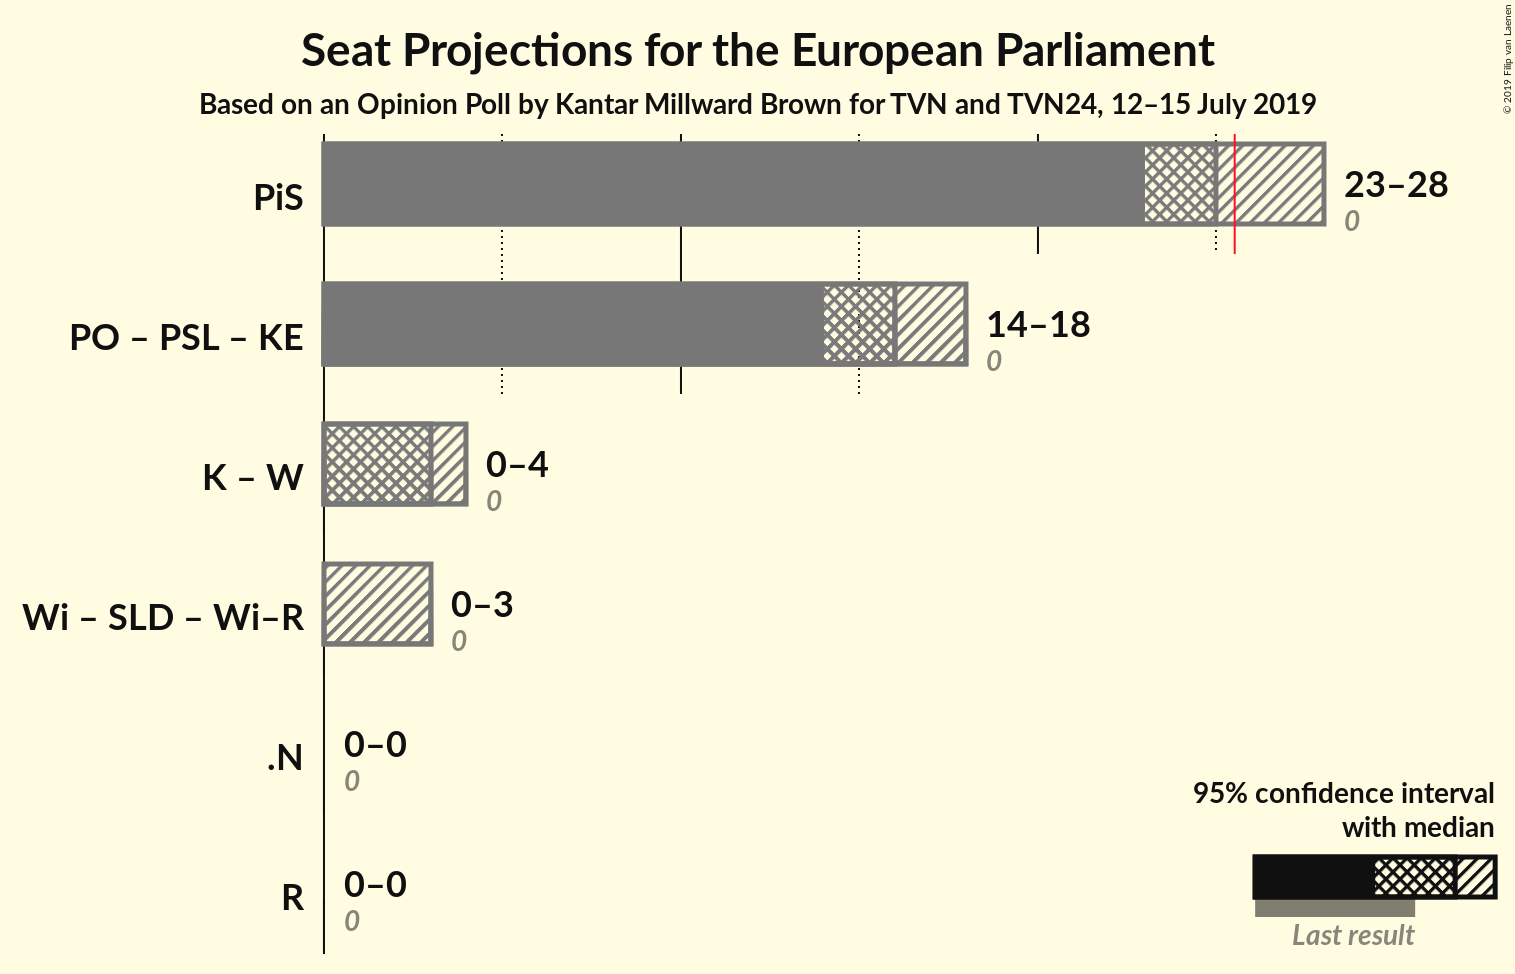 Seat Projections for the European Parliament
Based on an Opinion Poll by Kantar Millward Brown for TVN and TVN24, 12–15 July 2019
© 2019 Filip van Laenen
PiS
23–28
0
PO – PSL – KE
14–18
0
K – W
0–4
0
Wi – SLD – Wi–R
0–3
0
.N
0–0
0
R
0–0
0
95% confidence interval
with median
Last result